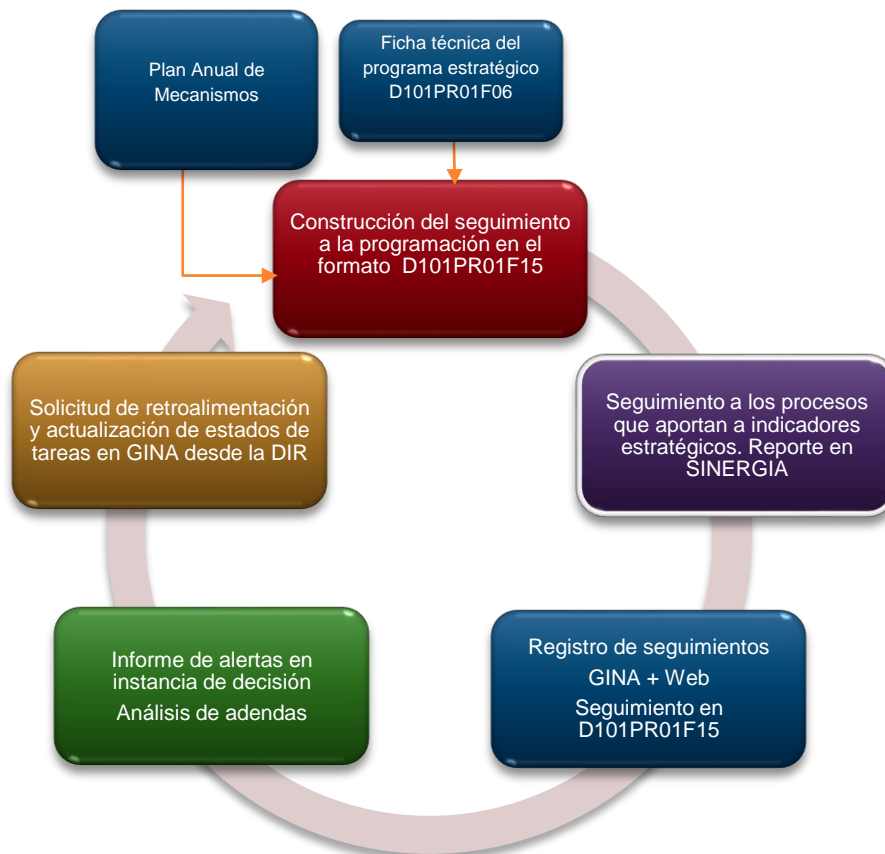 Plan Anual de
Mecanismos
Ficha técnica del
programa estratégico
D101PR01F06
Construcción del seguimiento
a la programación en el
formato D101PR01F15
Seguimiento a los procesos
que aportan a indicadores
estratégicos. Reporte en
SINERGIA
Registro de seguimientos
GINA + Web
Seguimiento en
D101PR01F15
Informe de alertas en
instancia de decisión
Análisis de adendas
Solicitud de retroalimentación
y actualización de estados de
tareas en GINA desde la DIR